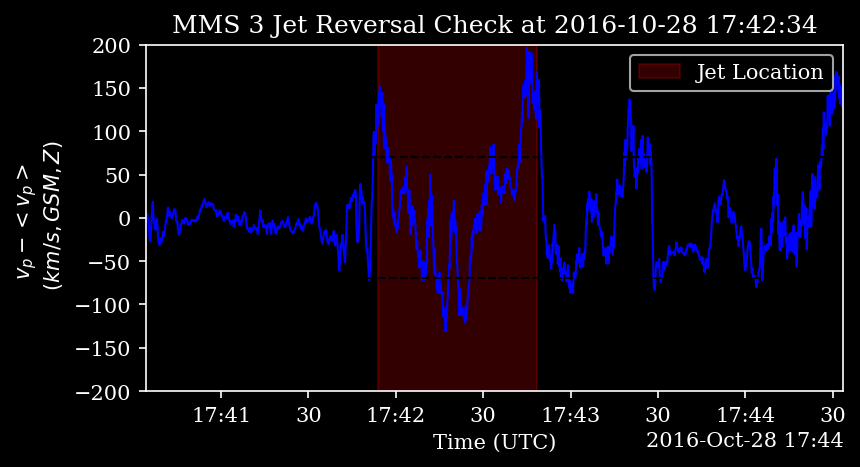 MMS 3 Jet Reversal Check at 2016-10-28 17:42:34
200
150
100
50
0
−50
−100
−150
−200
v_p − < v_p >
(km/s, GSM, Z)
Jet Location
17:41 30 17:42 30 17:43 30 17:44 30
Time (UTC)
2016-Oct-28 17:44